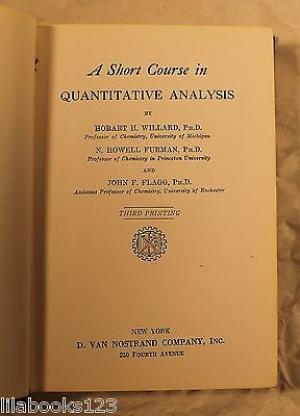 A Short Course in
QUANTITATIVE ANALYSIS
BY
HOBART H. WILLARD, PH.D.
Professor of Chemistry, University of Michigan
N. HOWELL FURMAN, PH.D.
Professor of Chemistry in Princeton University
AND
JOHN F. FLAGG, PH.D.
Assistant Professor of Chemistry, University of Rochester
THIRD PRINTING
NEW YORK
D. VAN NOSTRAND COMPANY, INC.
250 FOURTH AVENUE
lilabooks123